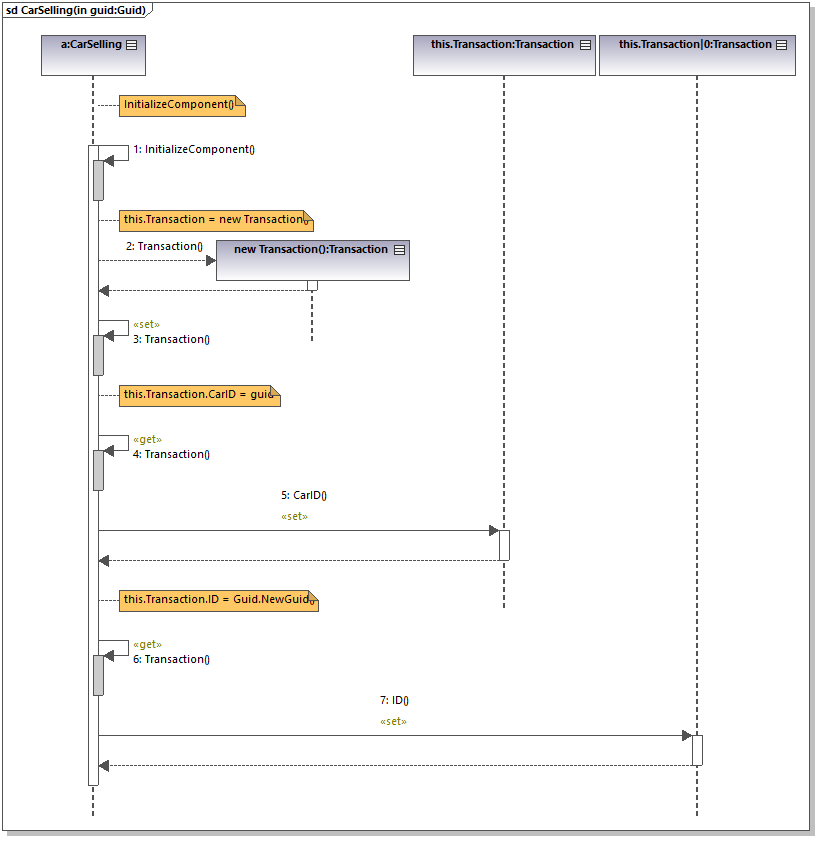 sd CarSelling(in guid:Guid)
a:CarSelling
this.Transaction:Transaction
this.Transaction|0:Transaction
InitializeComponent()
1: InitializeComponent()
this.Transaction = new Transaction()
2: Transaction()
new Transaction():Transaction
«set»
3: Transaction()
this.Transaction.CarID = guid
«get»
4: Transaction()
5: CarID()
«set»
this.Transaction.ID = Guid.NewGuid()
«get»
6: Transaction()
7: ID()
«set»